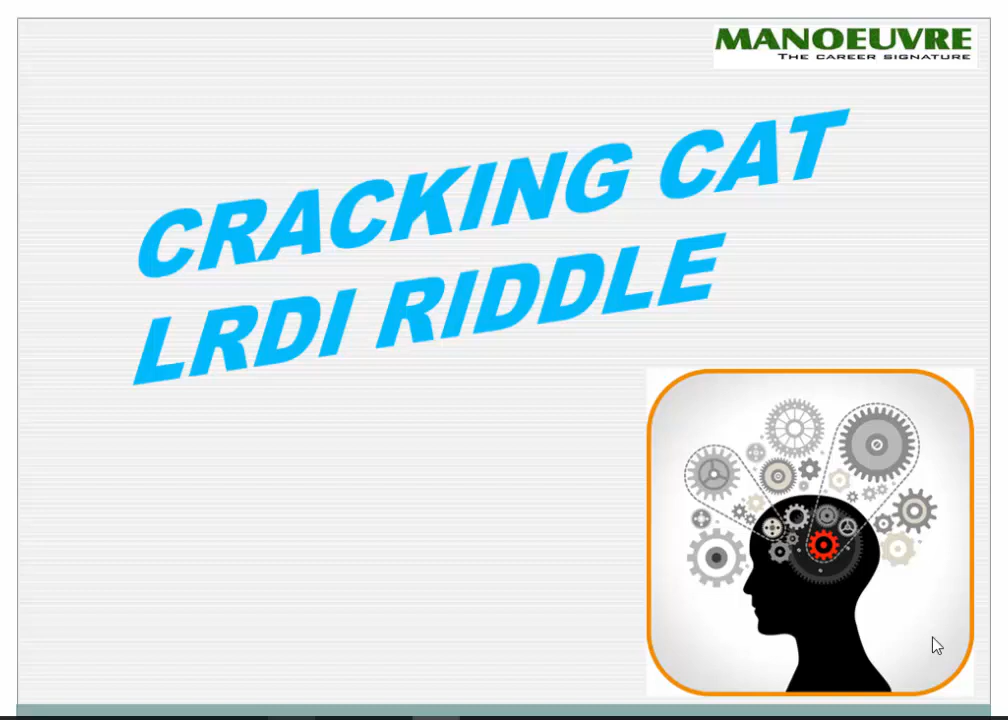 MANOEUVRE
THE CAREER SIGNATURE
CRACKING CAT
LRDI RIDDLE